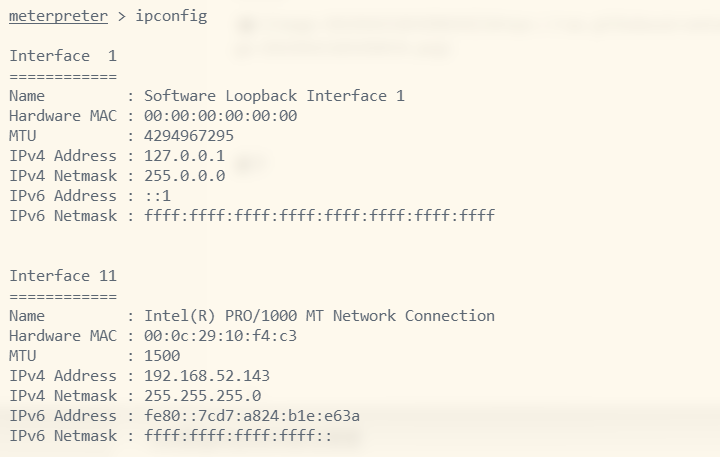 meterpreter > ipconfig
Interface  1
============
Name         : Software Loopback Interface 1
Hardware MAC : 00:00:00:00:00:00
MTU          : 4294967295
IPv4 Address : 127.0.0.1
IPv4 Netmask : 255.0.0.0
IPv6 Address : ::1
IPv6 Netmask : ffff:ffff:ffff:ffff:ffff:ffff:ffff:ffff
Interface 11
============
Name         : Intel(R) PRO/1000 MT Network Connection
Hardware MAC : 00:0c:29:10:f4:c3
MTU          : 1500
IPv4 Address : 192.168.52.143
IPv4 Netmask : 255.255.255.0
IPv6 Address : fe80::7cd7:a824:b1e:e63a
IPv6 Netmask : ffff:ffff:ffff:ffff::